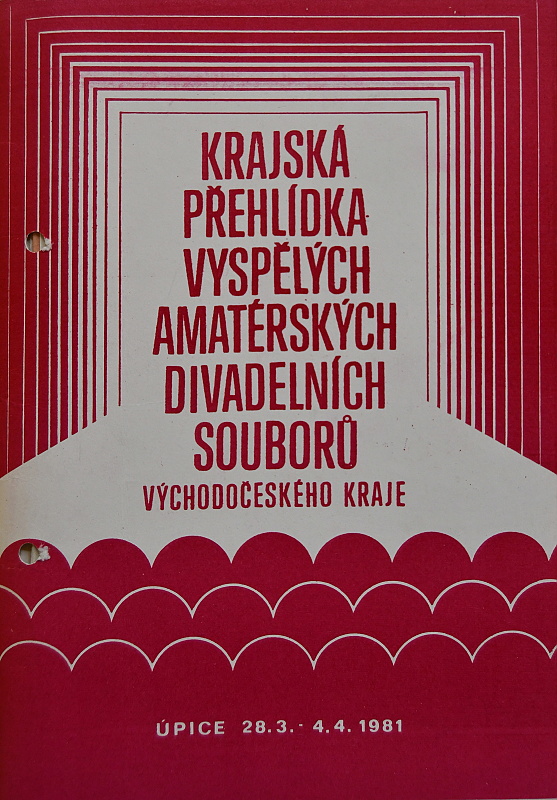 KRAJSKÁ
PŘEHLÍDKA
VYSPĚLÝCH
AMATÉRSKÝCH
DIVADELNÍCH
SOUBORŮ
VÝCHODOČESKÉHO KRAJE
ÚPICE 28.3. - 4.4. 1981